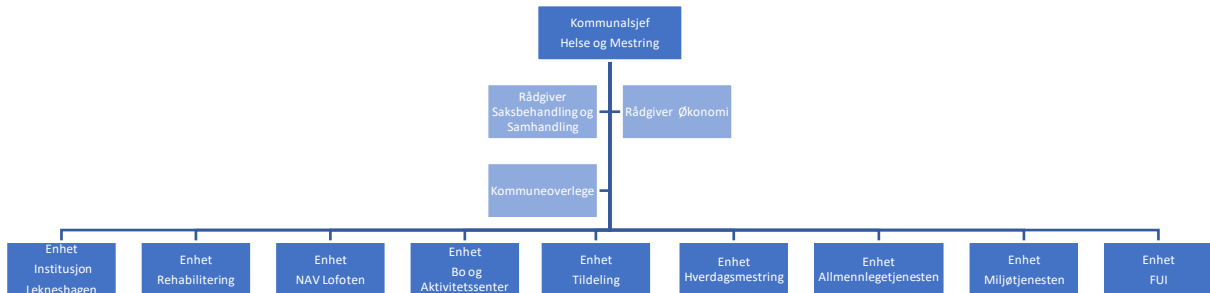 Kommunalsjef
Helse og Mestring
Rådgiver
Saksbehandling og
Samhandling
Rådgiver Økonomi
Kommuneoverlege
Enhet
Institusjon
Lekneshagen
Enhet
Rehabilitering
Enhet
NAV Lofoten
Enhet
Bo og
Aktivitetssenter
Enhet
Tildeling
Enhet
Hverdagsmestring
Enhet
Allmennlegetjenesten
Enhet
Miljøtjenesten
Enhet
FUI